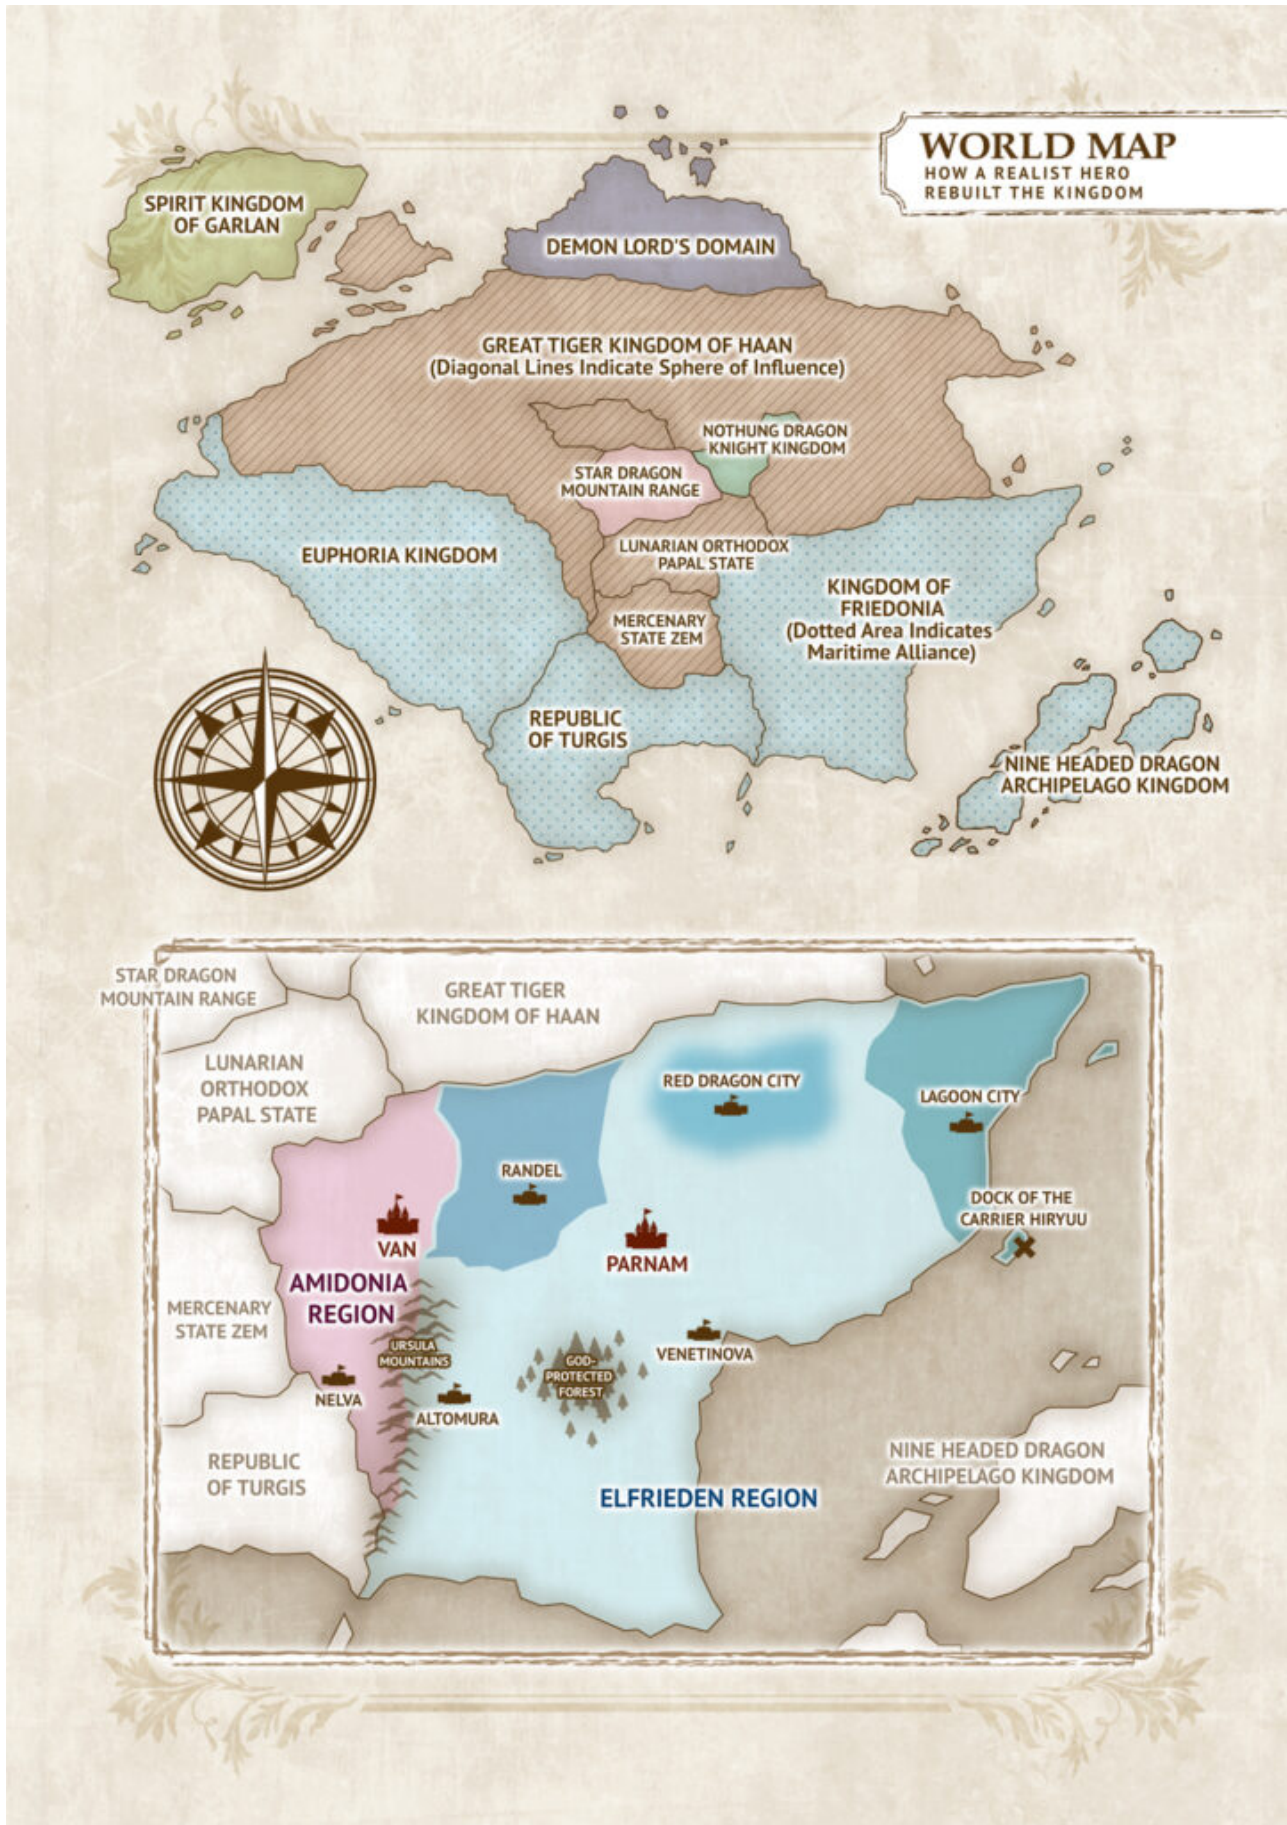 WORLD MAP
HOW A REALIST HERO
REBUILT THE KINGDOM
SPIRIT KINGDOM
OF GARLAN
DEMON LORD'S DOMAIN
GREAT TIGER KINGDOM OF HAAN
(Diagonal Lines Indicate Sphere of Influence)
NOTHUNG DRAGON
KNIGHT KINGDOM
STAR DRAGON
MOUNTAIN RANGE
EUPHORIA KINGDOM
LUNARIAN ORTHODOX
PAPAL STATE
KINGDOM OF
FRIEDONIA
(Dotted Area Indicates
Maritime Alliance)
MERCENARY
STATE ZEM
REPUBLIC
OF TURGIS
NINE HEADED DRAGON
ARCHIPELAGO KINGDOM
STAR DRAGON
MOUNTAIN RANGE
GREAT TIGER
KINGDOM OF HAAN
LUNARIAN
ORTHODOX
PAPAL STATE
RED DRAGON CITY
LAGOON CITY
RANDEL
DOCK OF THE
CARRIER HIRYUU
VAN
PARNAM
AMIDONIA
REGION
MERCENARY
STATE ZEM
URSULA
MOUNTAINS
VENETINOVA
GOD-
PROTECTED
FOREST
NELVA
ALTOMURA
REPUBLIC
OF TURGIS
NINE HEADED DRAGON
ARCHIPELAGO KINGDOM
ELFRIEDEN REGION